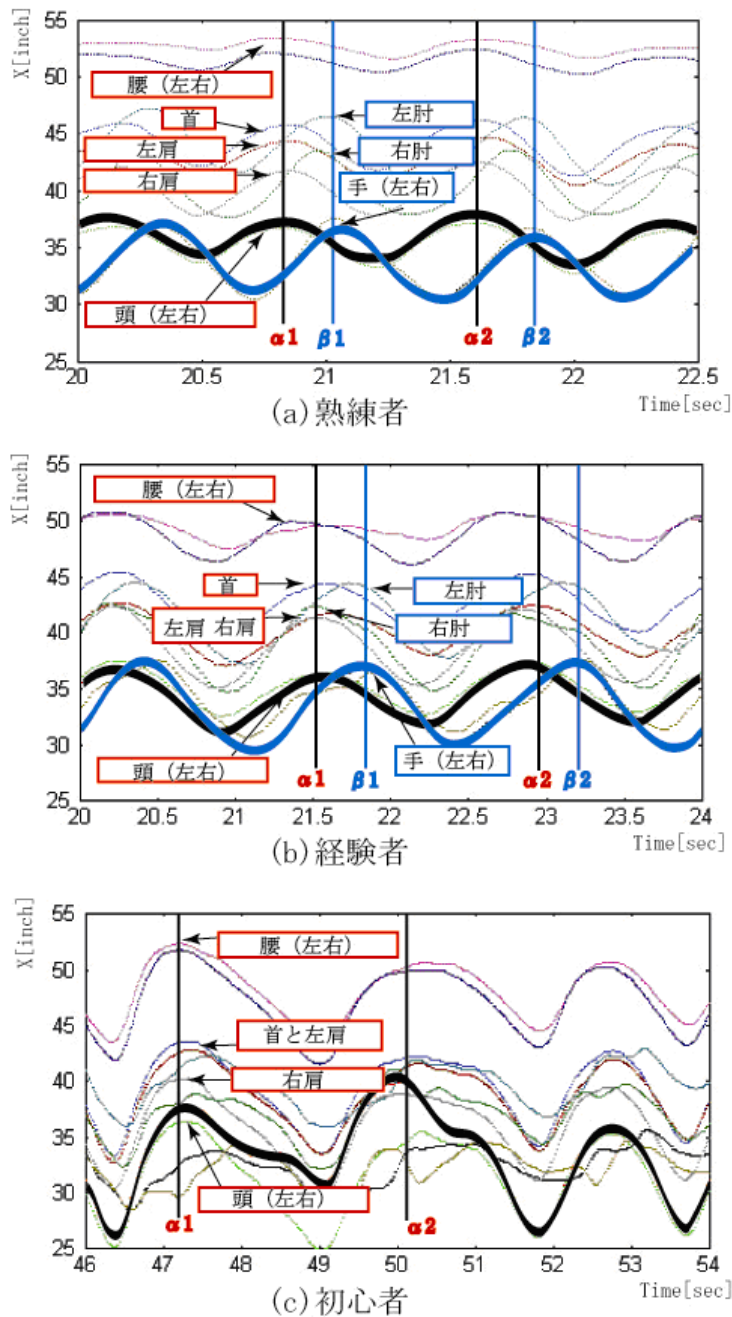 X[inch]
55
50
45
40
35
30
25
腰 (左右)
首
左肩
右肩
頭 (左右)
左肘
右肘
手 (左右)
α1
β1
α2
β2
20
20.5
21
21.5
22
22.5
Time[sec]
(a) 熟練者
X[inch]
55
50
45
40
35
30
25
腰 (左右)
首
左肩 右肩
頭 (左右)
左肘
右肘
手 (左右)
α1
β1
α2
β2
20
20.5
21
21.5
22
22.5
23
23.5
24
Time[sec]
(b) 経験者
X[inch]
55
50
45
40
35
30
25
腰 (左右)
首と左肩
右肩
頭 (左右)
α1
α2
46
47
48
49
50
51
52
53
54
Time[sec]
(c) 初心者